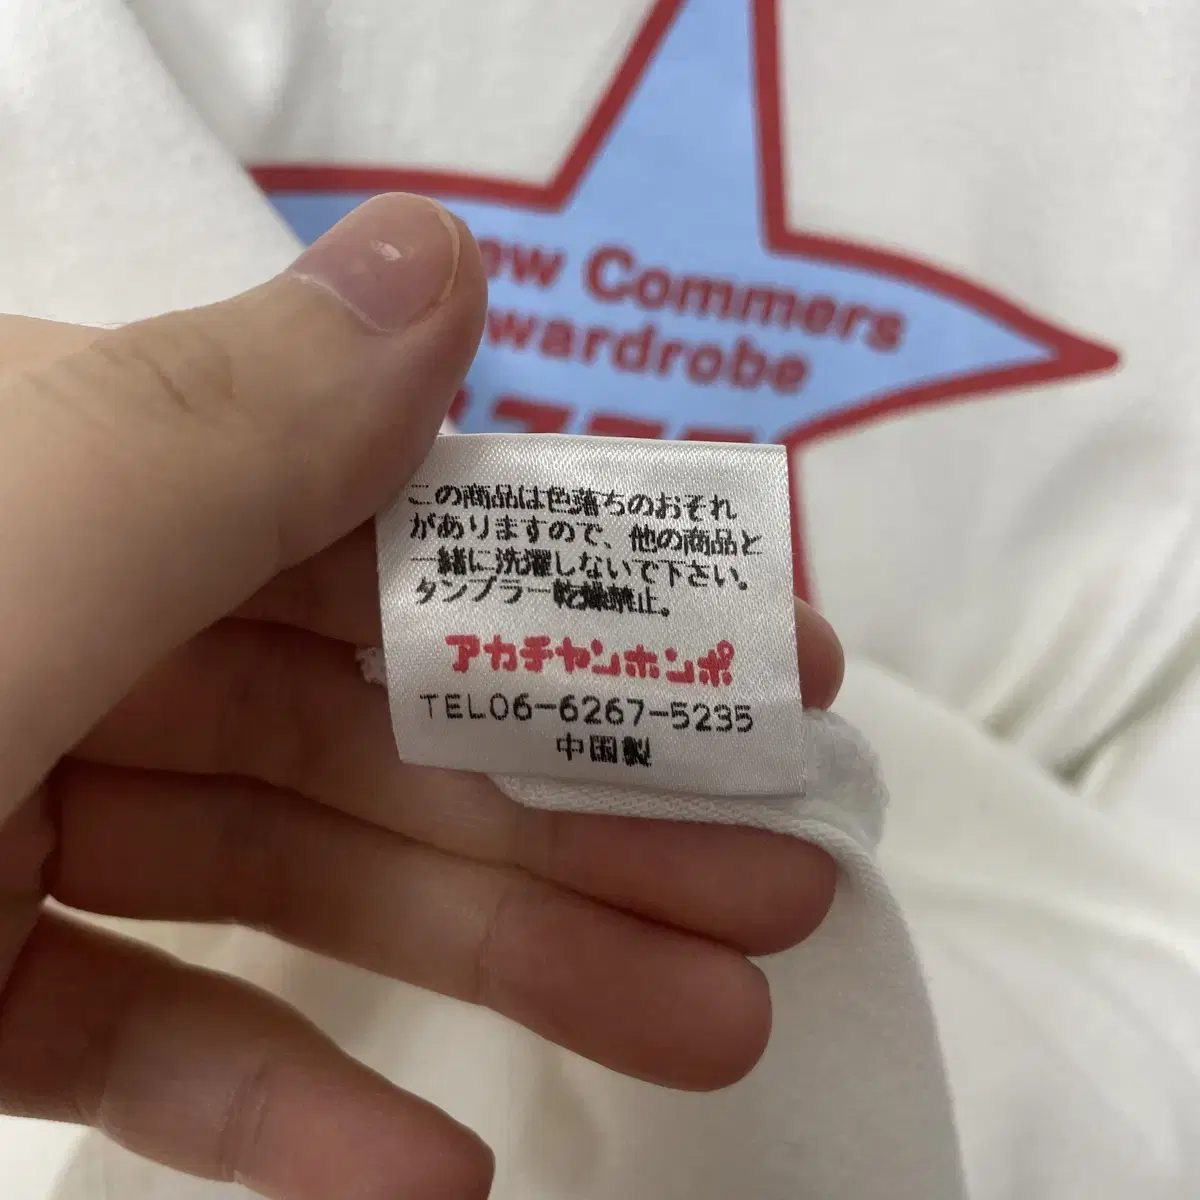 Commers
wardrobe
この商品は色落ちのおそれ
がありますので、他の商品と
一緒に洗濯しないで下さい。
タンブラー乾燥禁止。
アカチャンホンポ
TEL06-6267-5235
中国製